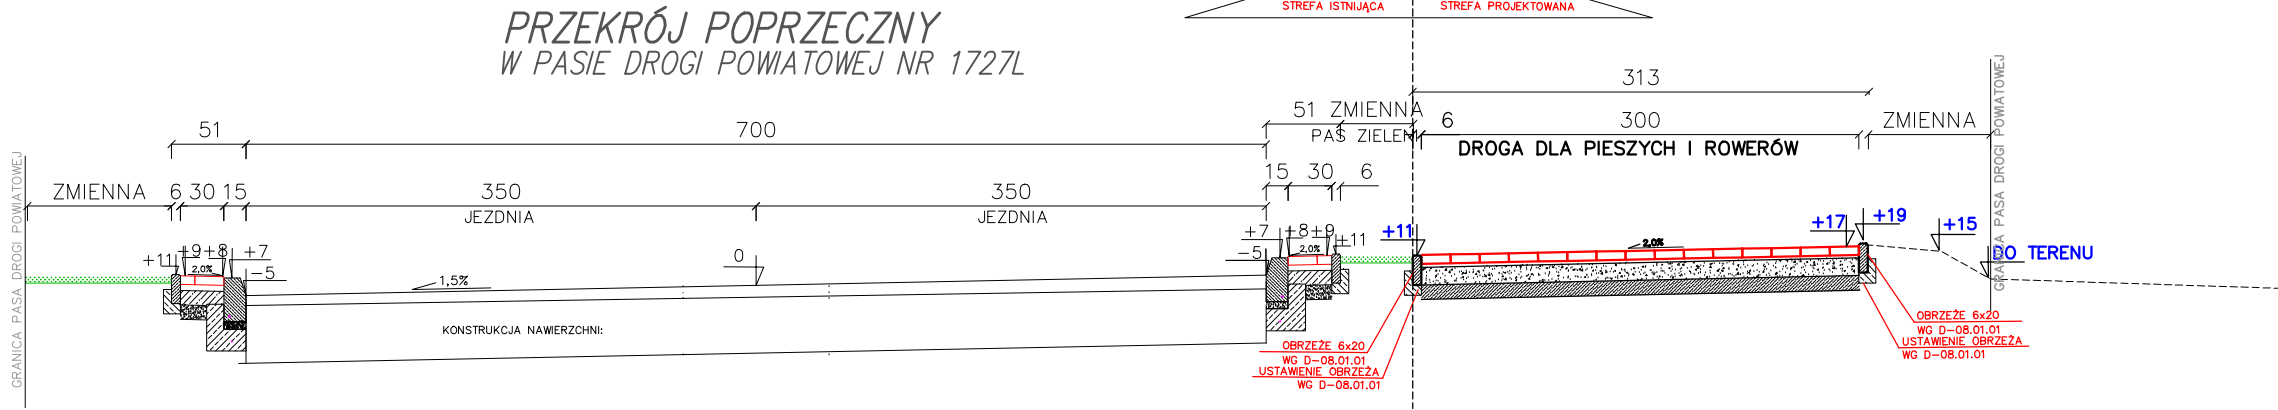 PRZEKRÓJ POPRZECZNY
W PASIE DROGI POWIATOWEJ NR 1727L
STREFA ISTNIJĄCA
STREFA PROJEKTOWANA
GRANICA PASA DROGI POWIATOWEJ
GRANICA PASA DROGI POWIATOWEJ
313
51
700
51
ZMIENNA
PAS ZIELENI
6
300
ZMIENNA
DROGA DLA PIESZYCH I ROWERÓW
ZMIENNA
6
30
15
350
JEZDNIA
350
JEZDNIA
15
30
6
+11
+9
+8
+7
2,0%
-5
0
1,5%
+7
+8
+9
+11
2,0%
-5
+11
2,0%
+17
+19
+15
DO TERENU
KONSTRUKCJA NAWIERZCHNI:
OBRZEŻE 6x20
WG D-08.01.01
USTAWIENIE OBRZEŻA
WG D-08.01.01
OBRZEŻE 6x20
WG D-08.01.01
USTAWIENIE OBRZEŻA
WG D-08.01.01